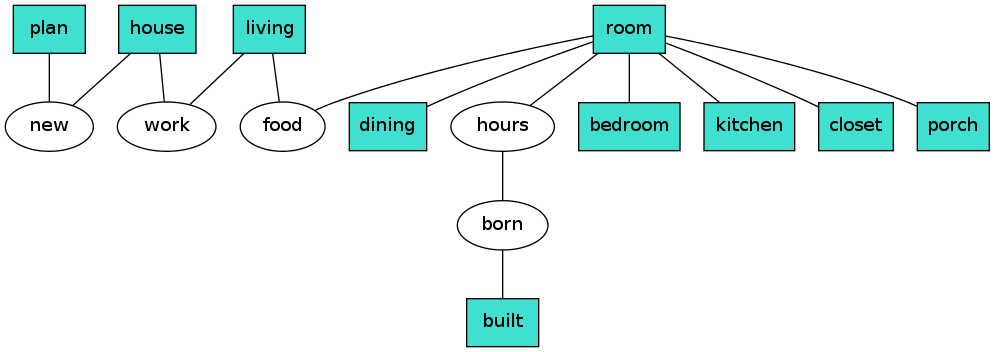 plan
house
living
room
new
work
food
dining
hours
bedroom
kitchen
closet
porch
born
built